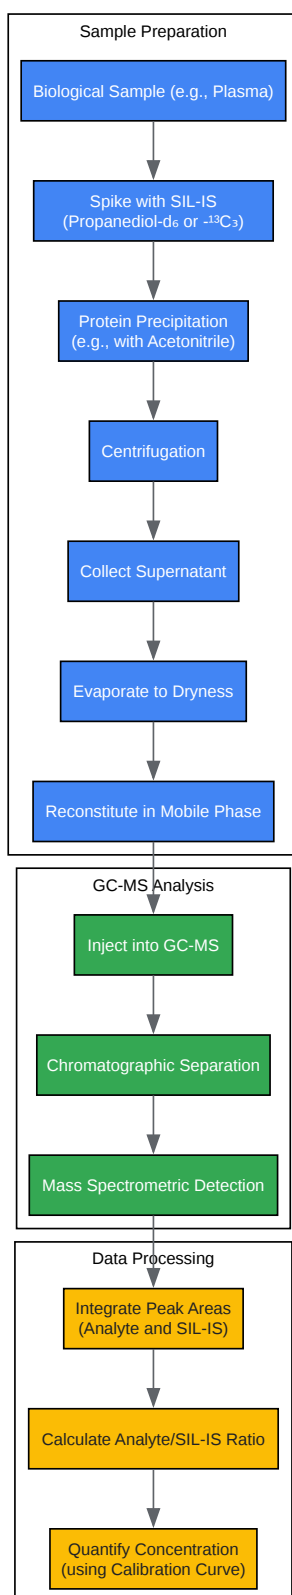 Sample Preparation
Biological Sample (e.g., Plasma)
Spike with SIL-IS
(Propanediol-d₆ or -¹³C₃)
Protein Precipitation
(e.g., with Acetonitrile)
Centrifugation
Collect Supernatant
Evaporate to Dryness
Reconstitute in Mobile Phase
GC-MS Analysis
Inject into GC-MS
Chromatographic Separation
Mass Spectrometric Detection
Data Processing
Integrate Peak Areas
(Analyte and SIL-IS)
Calculate Analyte/SIL-IS Ratio
Quantify Concentration
(using Calibration Curve)